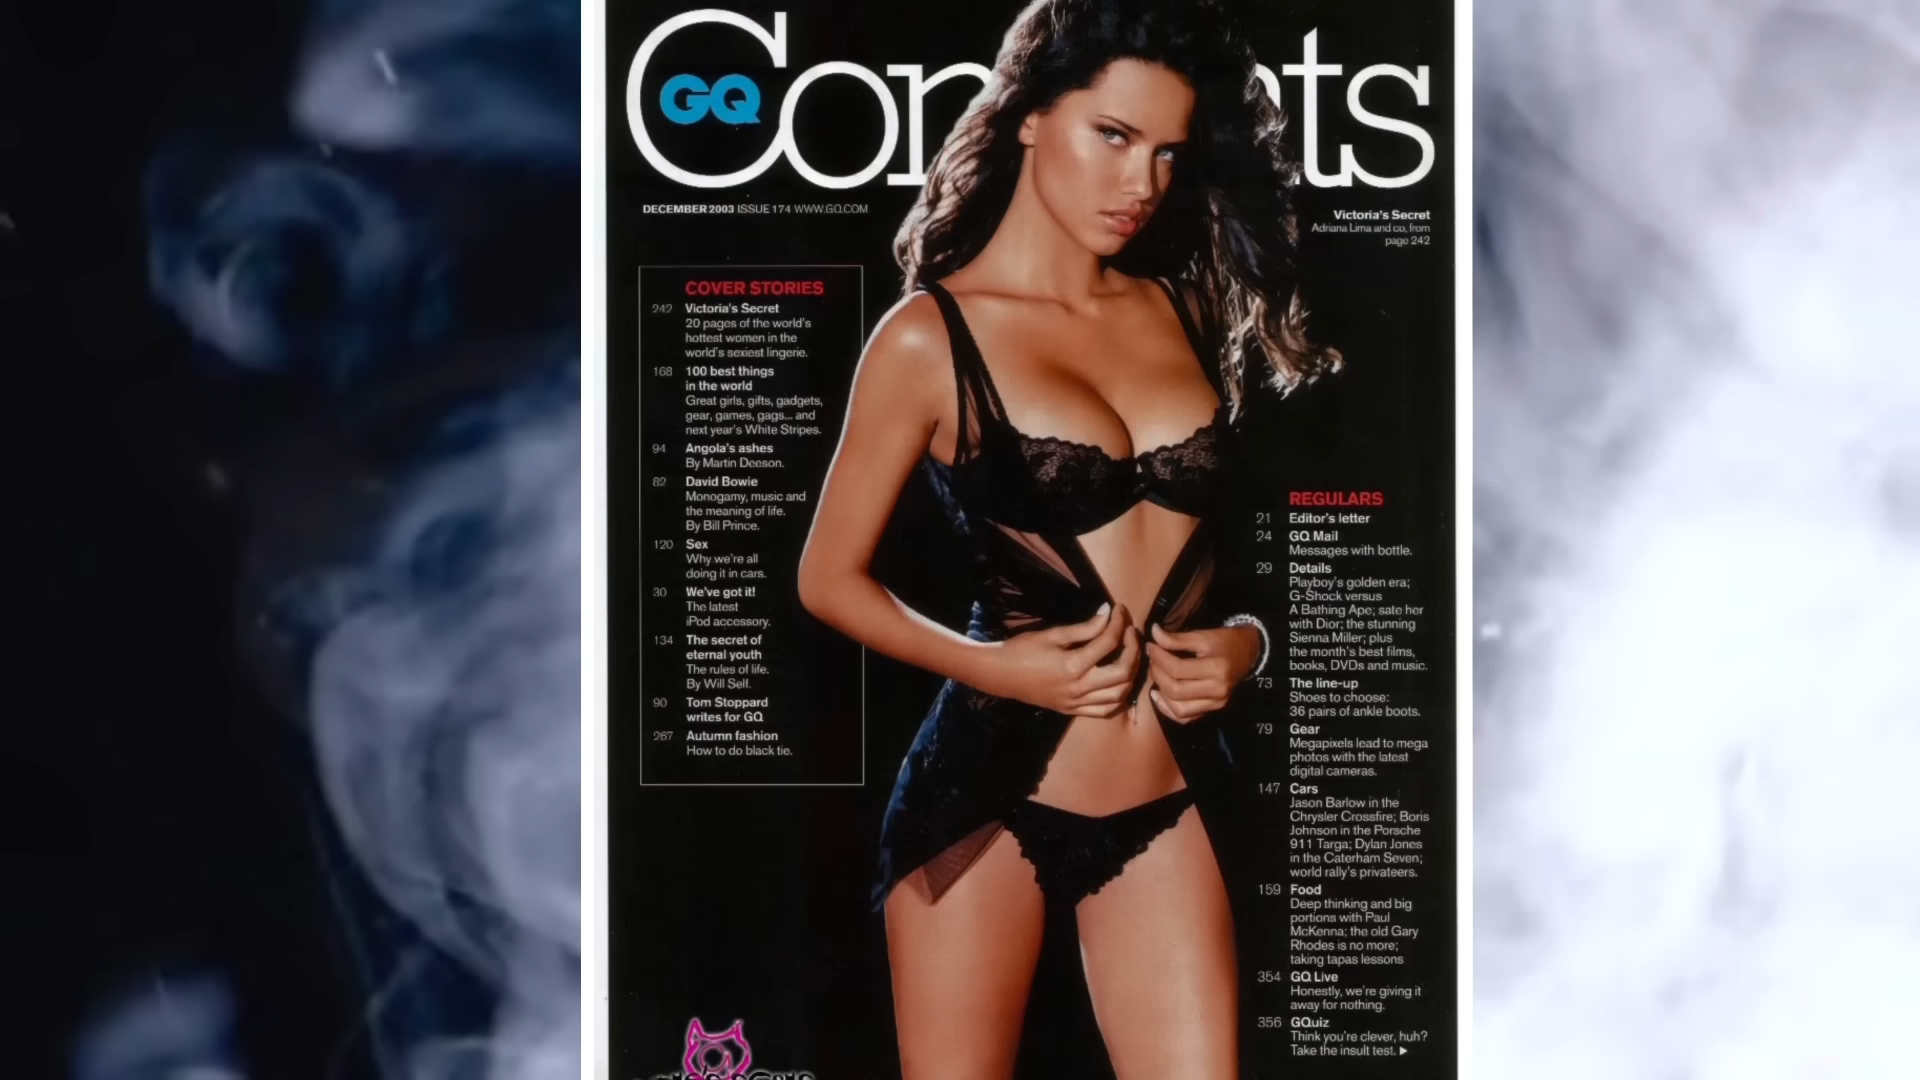 Contents
GQ
DECEMBER 2003 ISSUE 174 WWW.GQ.COM
Victoria's Secret
Adriana Lima and co, from
page 242
COVER STORIES
242 Victoria's Secret
20 pages of the world's
hottest women in the
world's sexiest lingerie.
168 100 best things
in the world
Great girls, gifts, gadgets,
gear, games, gags... and
next year's White Stripes.
94 Angola's ashes
By Martin Deeson.
82 David Bowie
Monogamy, music and
the meaning of life.
By Bill Prince.
120 Sex
Why we're all
doing it in cars.
30 We've got it!
The latest
iPod accessory.
134 The secret of
eternal youth
The rules of life.
By Will Self.
90 Tom Stoppard
writes for GQ
267 Autumn fashion
How to do black tie.
REGULARS
21 Editor's letter
24 GQ Mail
Messages with bottle.
29 Details
Playboy's golden era;
G-Shock versus
A Bathing Ape; sate her
with Dior; the stunning
Sienna Miller; plus
the month's best films,
books, DVDs and music.
73 The line-up
Shoes to choose:
36 pairs of ankle boots.
79 Gear
Megapixels lead to mega
photos with the latest
digital cameras.
147 Cars
Jason Barlow in the
Chrysler Crossfire; Boris
Johnson in the Porsche
911 Targa; Dylan Jones
in the Caterham Seven;
world rally's privateers.
159 Food
Deep thinking and big
portions with Paul
McKenna; the old Gary
Rhodes is no more;
taking tapas lessons
354 GQ Live
Honestly, we're giving it
away for nothing.
356 GQuiz
Think you're clever, huh?
Take the insult test. ▶